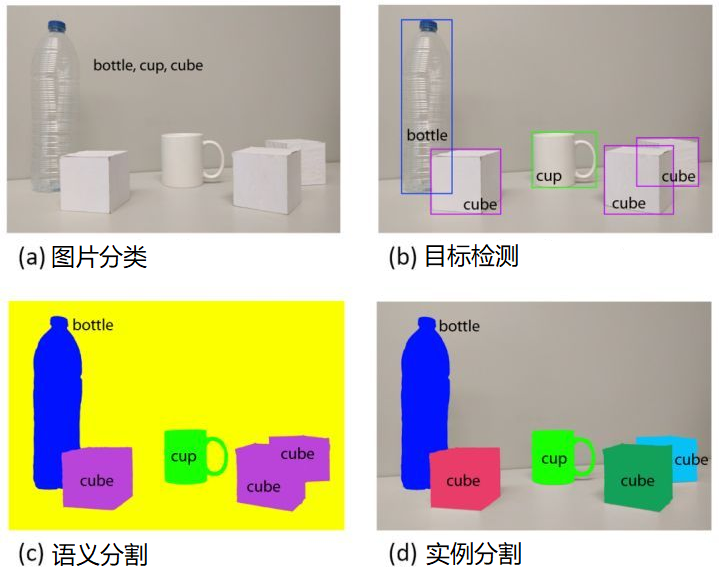 bottle, cup, cube
bottle
cup
cube
cube
cube
(a) 图片分类
(b) 目标检测
bottle
cup
cube
cube
cube
bottle
cup
cube
cube
cube
(c) 语义分割
(d) 实例分割